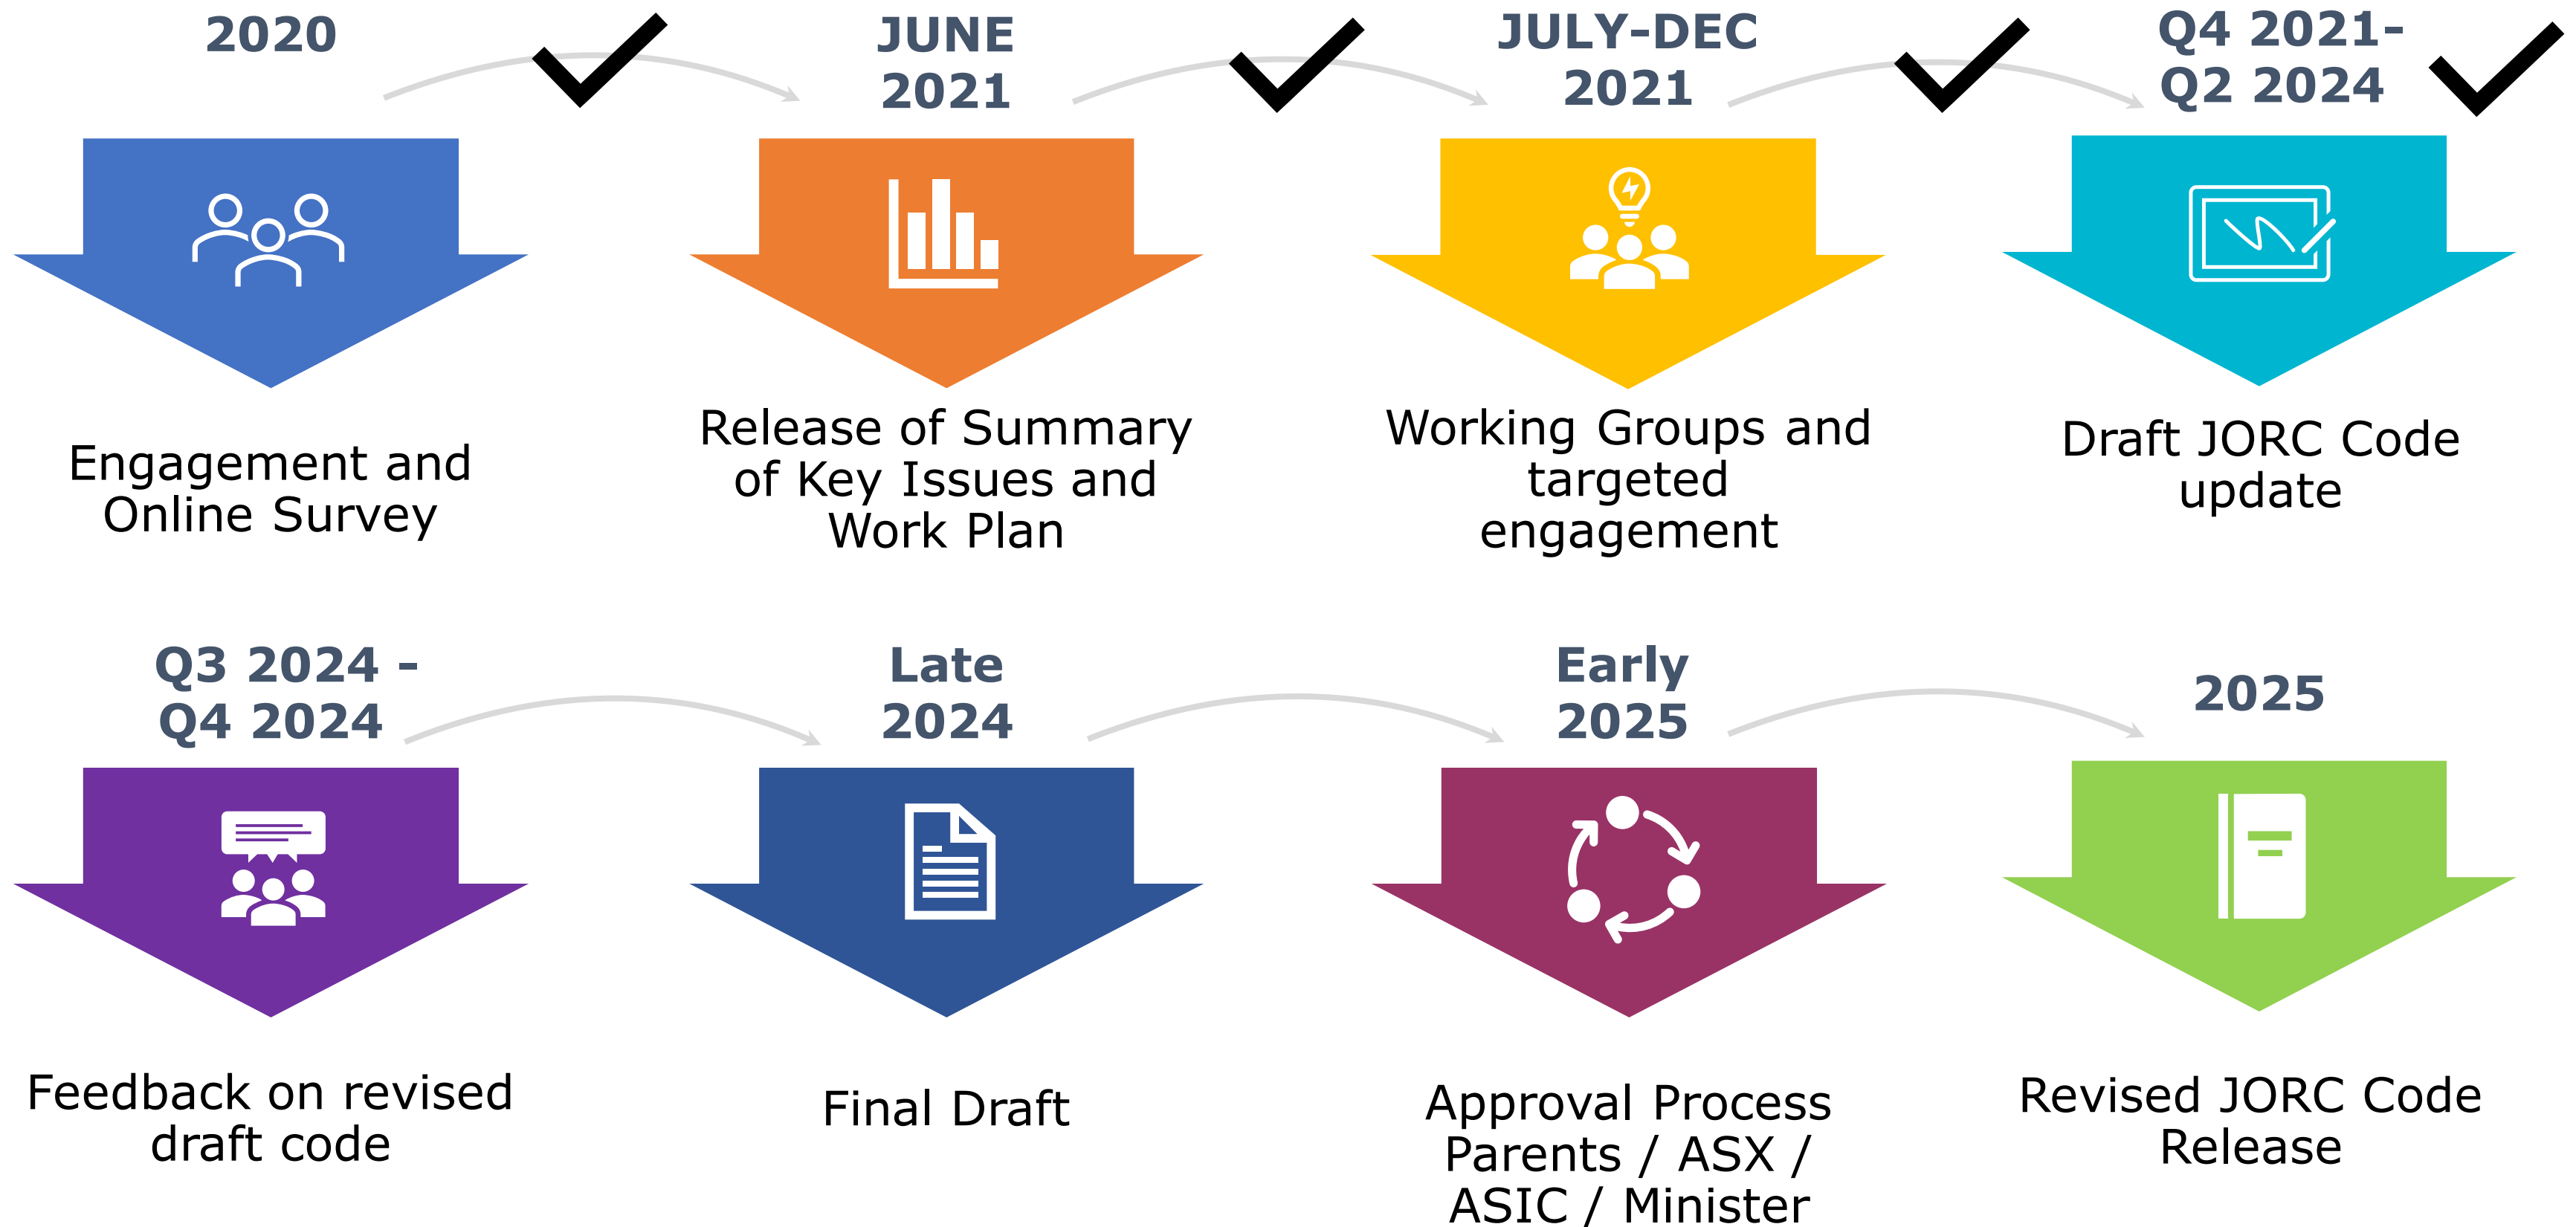 2020
Engagement and
Online Survey
JUNE
2021
Release of Summary
of Key Issues and
Work Plan
JULY-DEC
2021
Working Groups and
targeted
engagement
Q4 2021-
Q2 2024
Draft JORC Code
update
Q3 2024 -
Q4 2024
Feedback on revised
draft code
Late
2024
Final Draft
Early
2025
Approval Process
Parents / ASX /
ASIC / Minister
2025
Revised JORC Code
Release